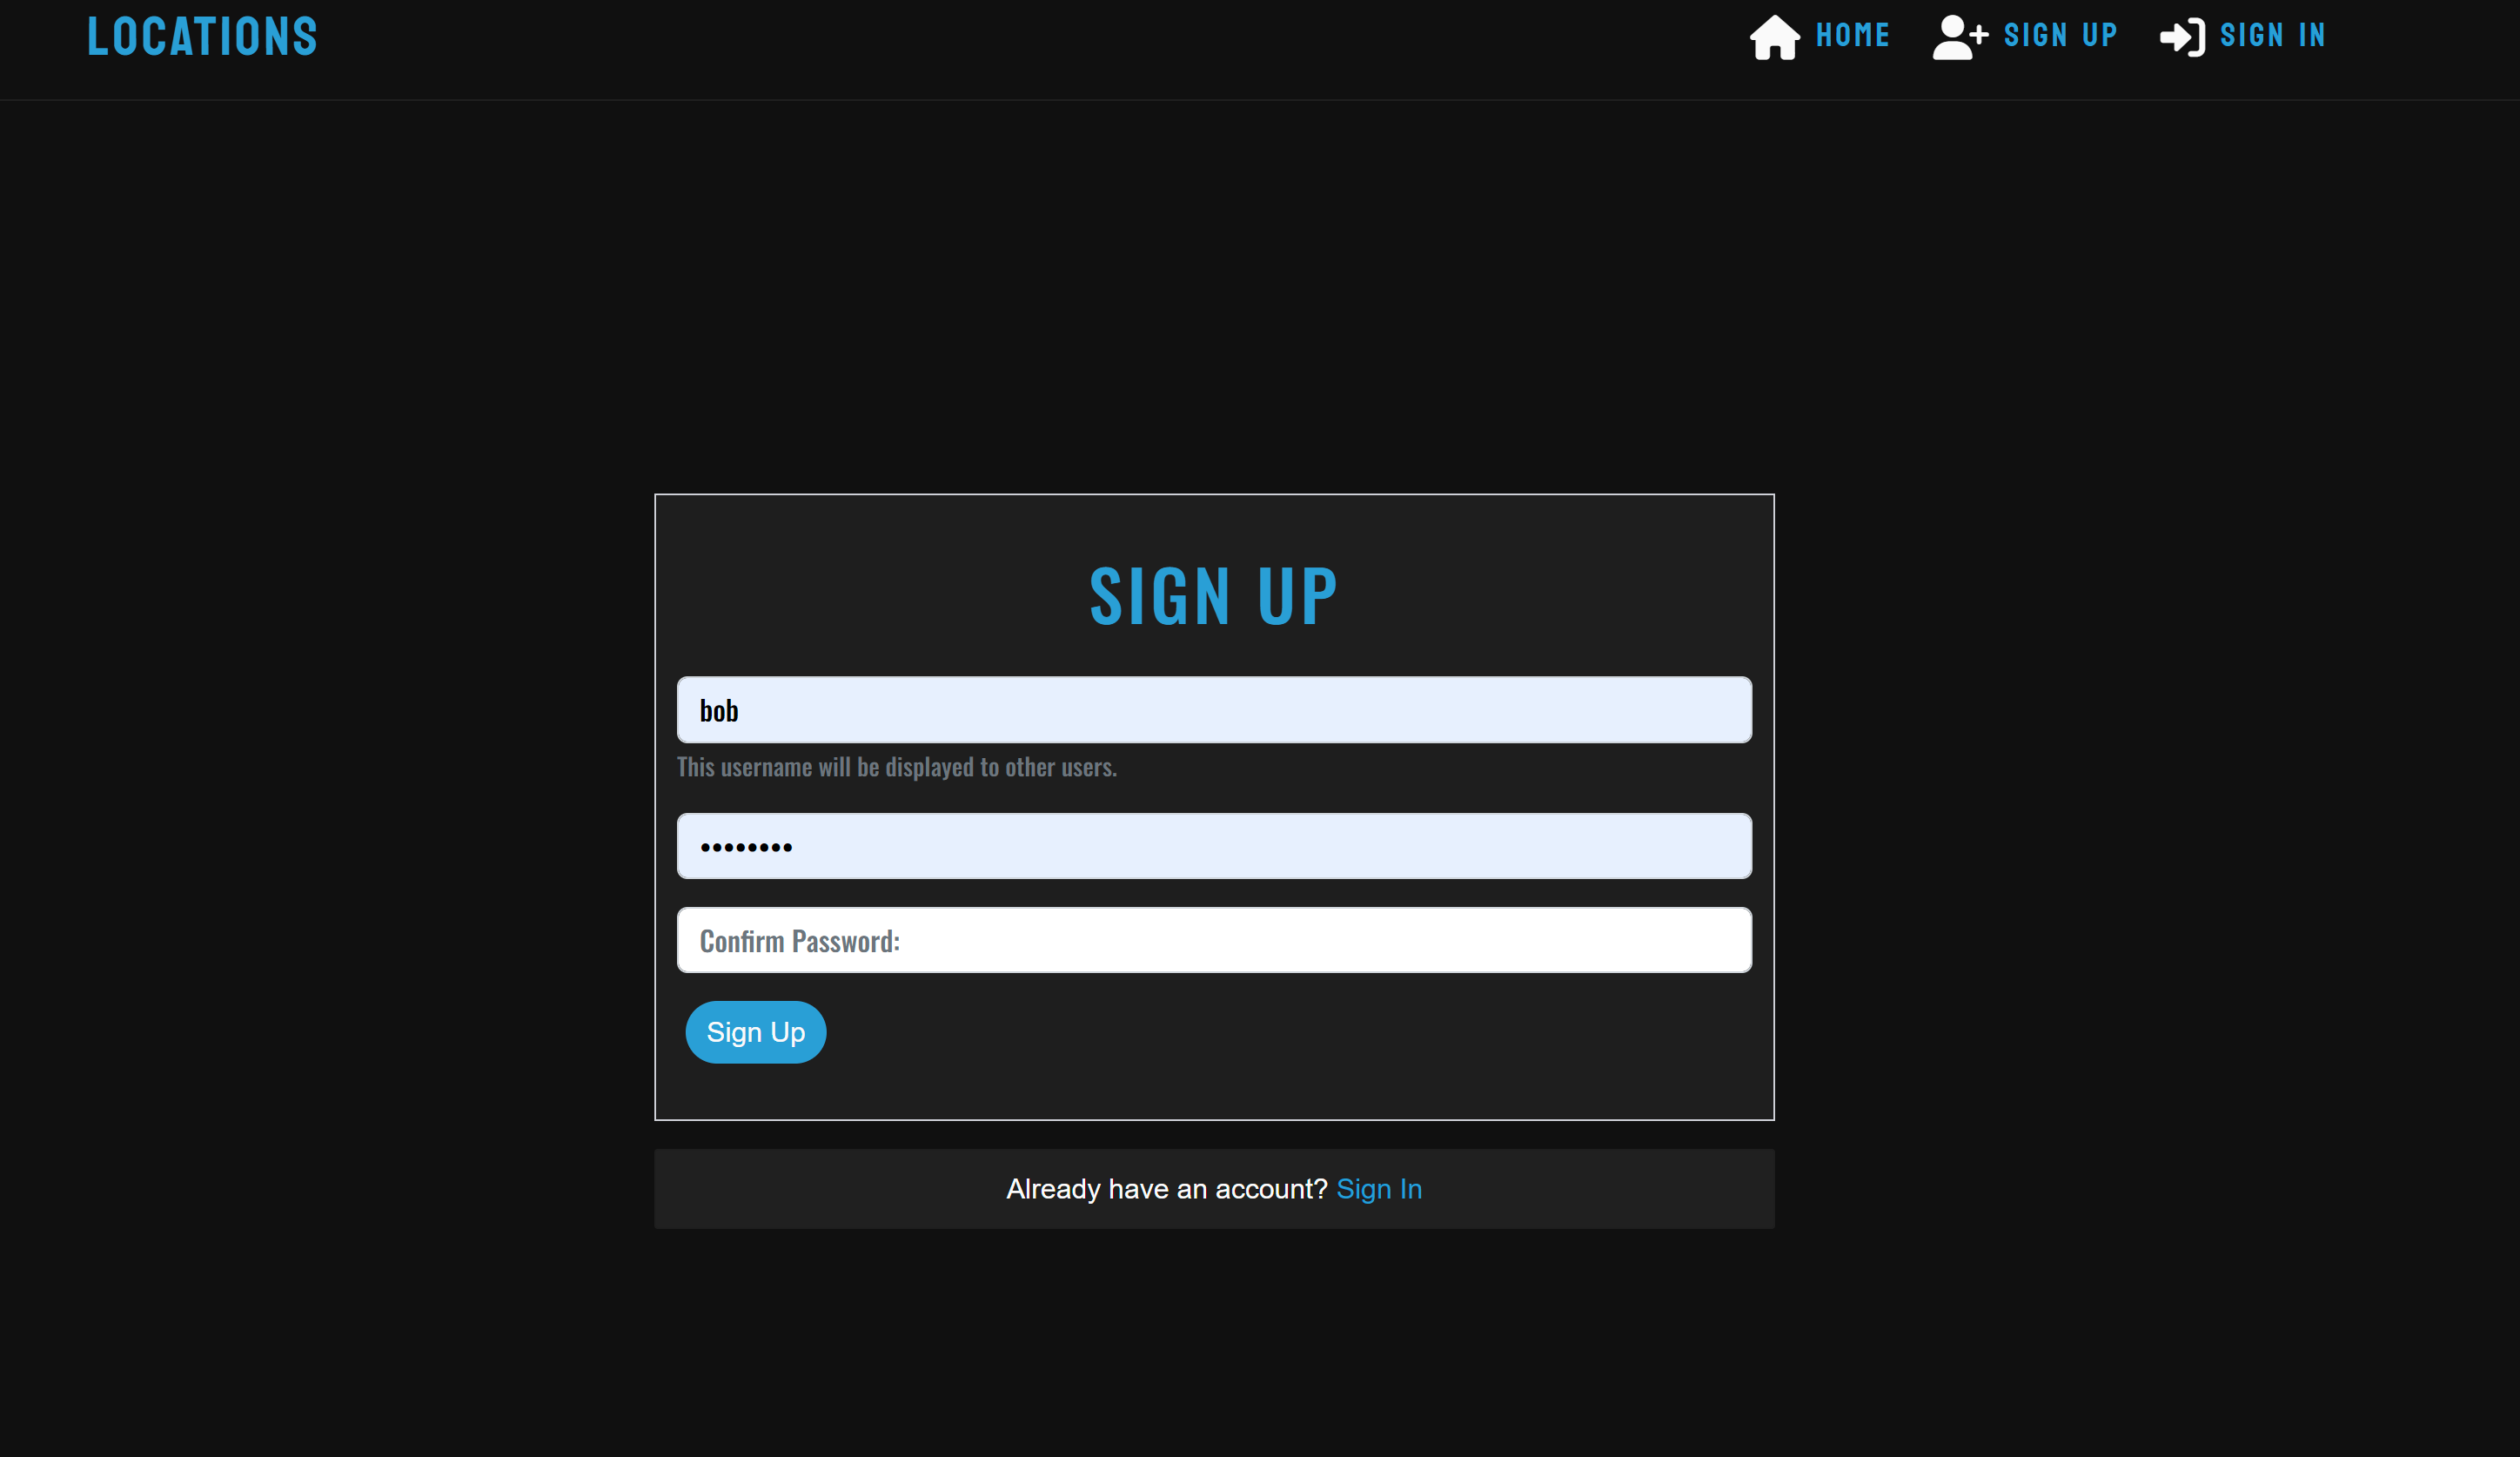 LOCATIONS
HOME
SIGN UP
SIGN IN
SIGN UP
bob
This username will be displayed to other users.
••••••••
Confirm Password:
Sign Up
Already have an account? Sign In